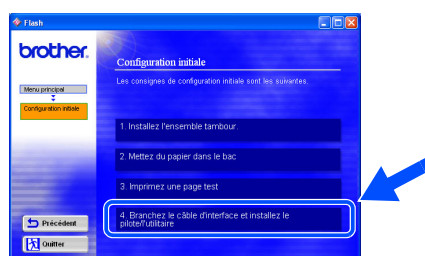 Flash
brother.
Menu principal
Configuration initiale
Précédent
Quitter
Configuration initiale
Les consignes de configuration initiale sont les suivantes.
1. Installez l'ensemble tambour.
2. Mettez du papier dans le bac
3. Imprimez une page test
4. Branchez le câble d'interface et installez le
pilote/l'utilitaire